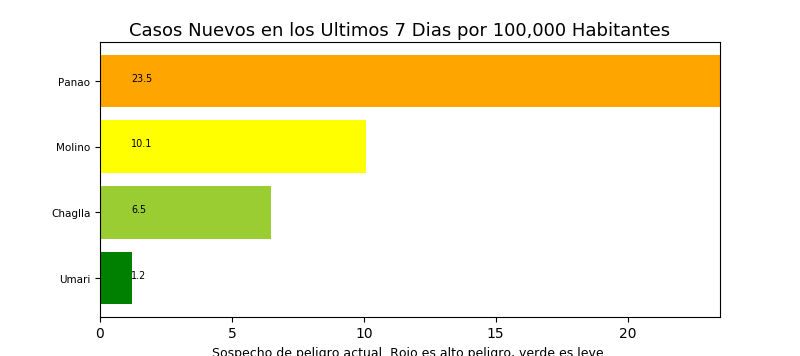 Casos Nuevos en los Ultimos 7 Dias por 100,000 Habitantes
Panao
23.5
Molino
10.1
Chaglla
6.5
Umari
1.2
0 5 10 15 20
Sospecho de peligro actual. Rojo es alto peligro, verde es leve